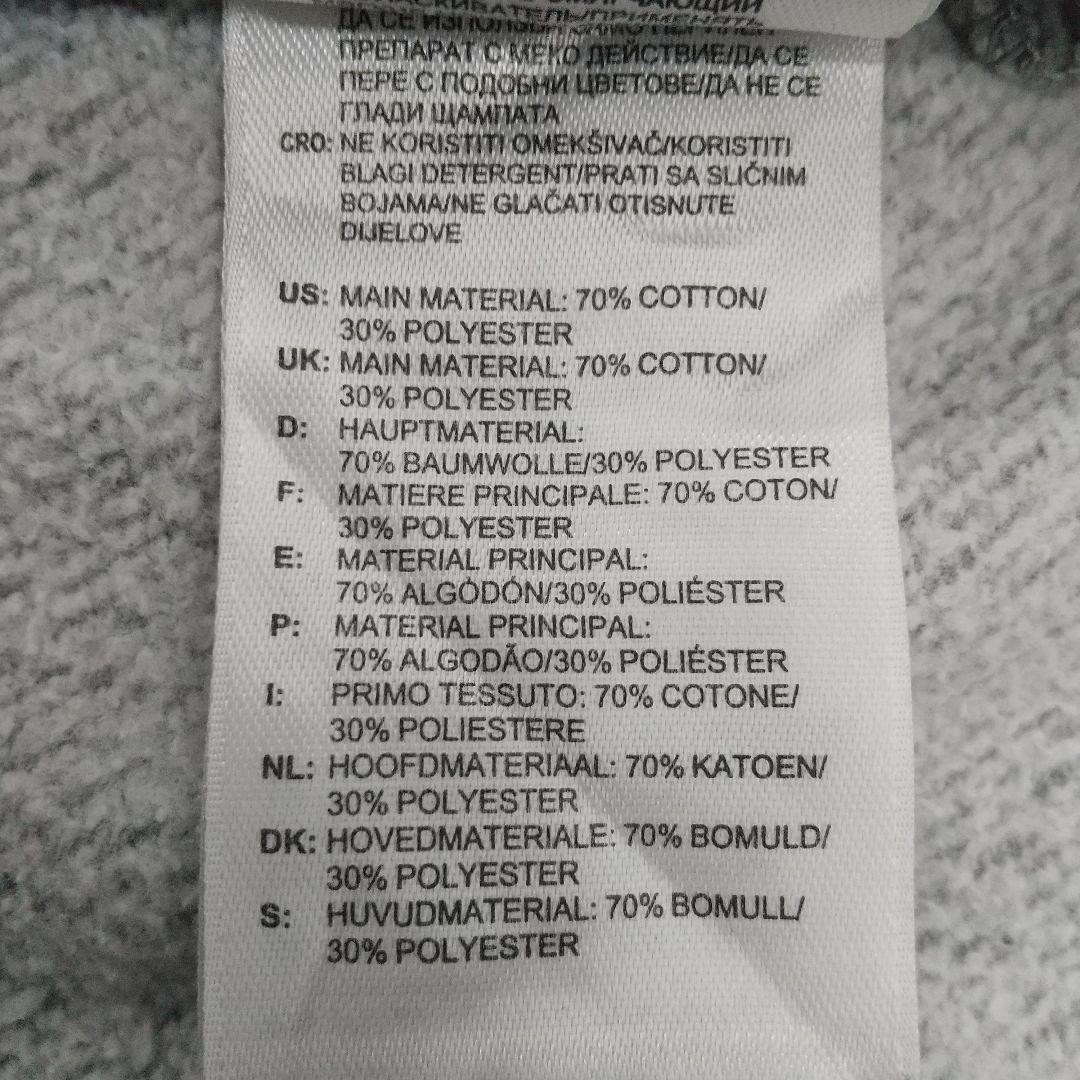 ДА СЕ ИЗПОЛЗВА САМО ПЕРИЛЕН
ПРЕПАРАТ С МЕКО ДЕЙСТВИЕ/ДА СЕ
ПЕРЕ С ПОДОБНИ ЦВЕТОВЕ/ДА НЕ СЕ
ГЛАДИ ЩАМПАТА
CRO: NE KORISTITI OMEKŠIVAČ/KORISTITI
BLAGI DETERGENT/PRATI SA SLIČNIM
BOJAMA/NE GLAČATI OTISNUTE
DIJELOVE
US: MAIN MATERIAL: 70% COTTON/
30% POLYESTER
UK: MAIN MATERIAL: 70% COTTON/
30% POLYESTER
D: HAUPTMATERIAL:
70% BAUMWOLLE/30% POLYESTER
F: MATIERE PRINCIPALE: 70% COTON/
30% POLYESTER
E: MATERIAL PRINCIPAL:
70% ALGÓDÓN/30% POLIÉSTER
P: MATERIAL PRINCIPAL:
70% ALGODÃO/30% POLIÉSTER
I: PRIMO TESSUTO: 70% COTONE/
30% POLIESTERE
NL: HOOFDMATERIAAL: 70% KATOEN/
30% POLYESTER
DK: HOVEDMATERIALE: 70% BOMULD/
30% POLYESTER
S: HUVUDMATERIAL: 70% BOMULL/
30% POLYESTER